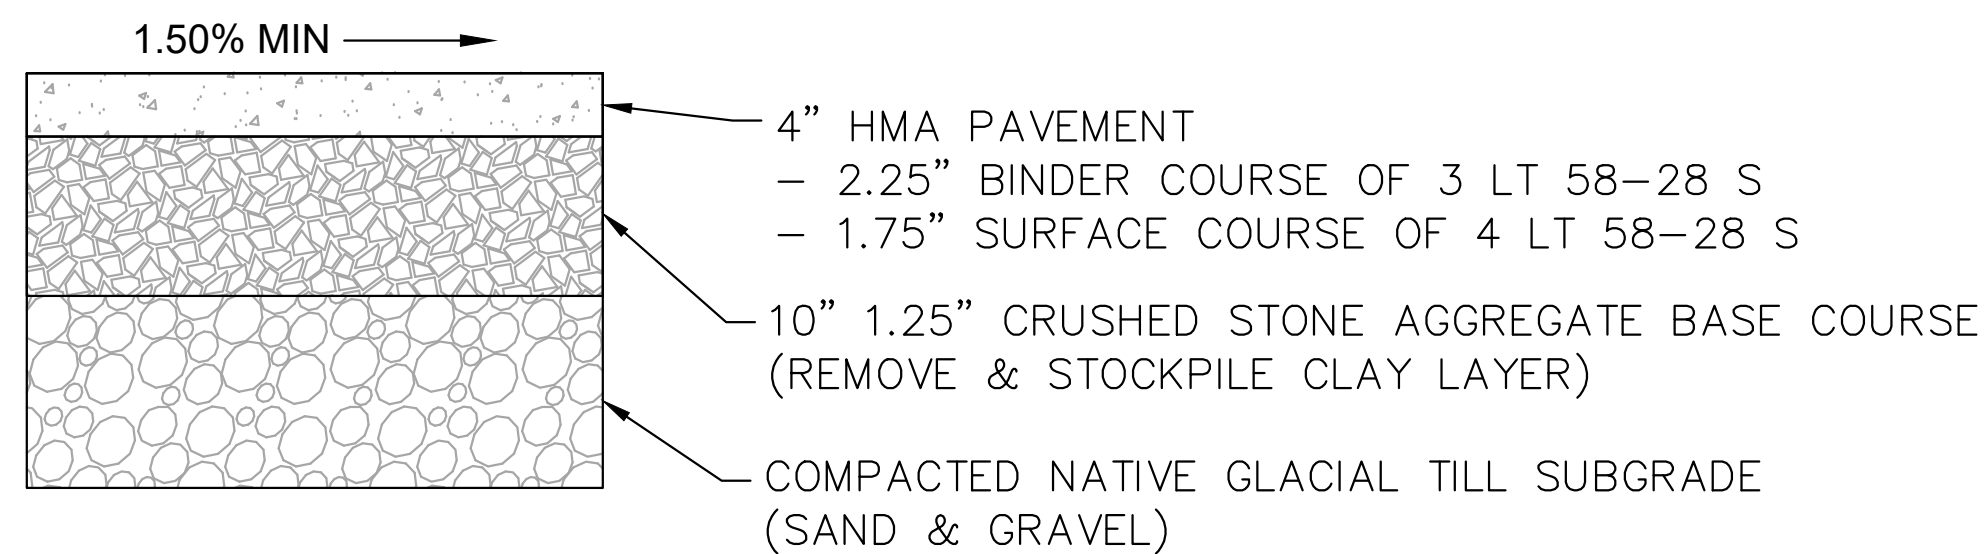 1.50% MIN
4” HMA PAVEMENT
– 2.25” BINDER COURSE OF 3 LT 58–28 S
– 1.75” SURFACE COURSE OF 4 LT 58–28 S
10” 1.25” CRUSHED STONE AGGREGATE BASE COURSE
(REMOVE & STOCKPILE CLAY LAYER)
COMPACTED NATIVE GLACIAL TILL SUBGRADE
(SAND & GRAVEL)